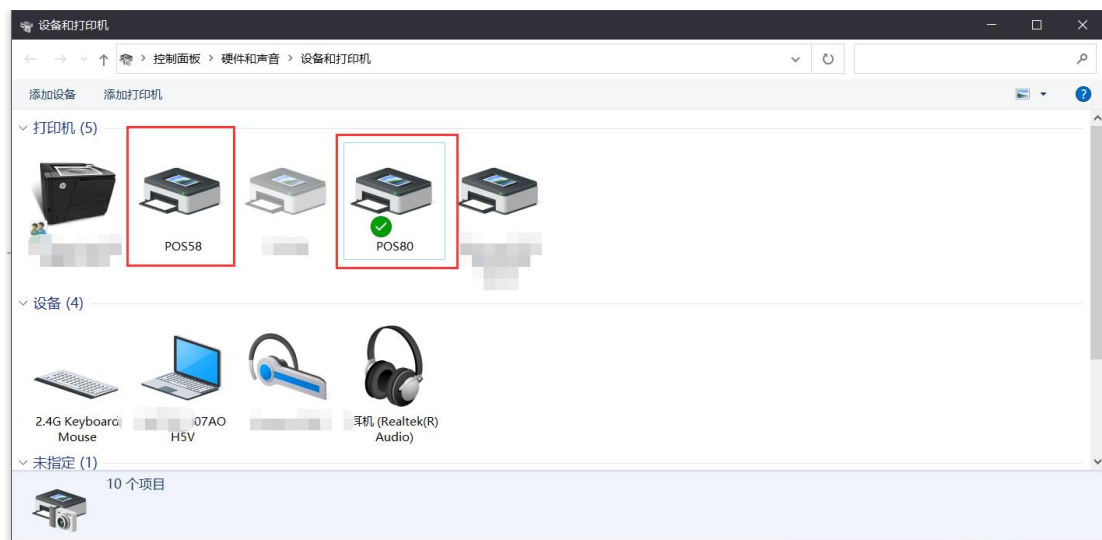 设备和打印机
控制面板 > 硬件和声音 > 设备和打印机
添加设备 添加打印机
打印机 (5)
POS58
POS80
设备 (4)
2.4G Keyboard
Mouse
07AO
H5V
耳机 (Realtek(R)
Audio)
未指定 (1)
10 个项目